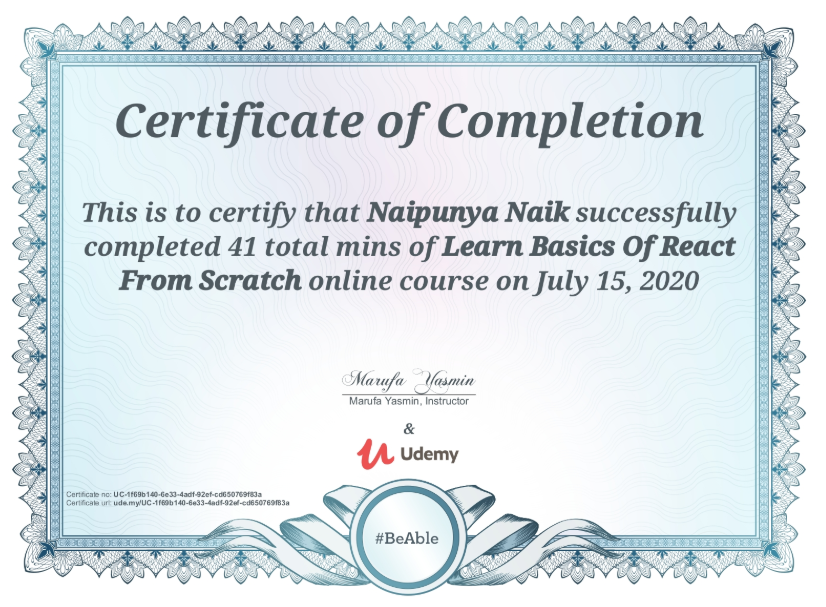 Certificate of Completion
This is to certify that Naipunya Naik successfully
completed 41 total mins of Learn Basics Of React
From Scratch online course on July 15, 2020
Marufa Yasmin
Marufa Yasmin, Instructor
&
Udemy
Certificate no: UC-1f69b140-6e33-4adf-92ef-cd650769f83a
Certificate url: ude.my/UC-1f69b140-6e33-4adf-92ef-cd650769f83a
#BeAble